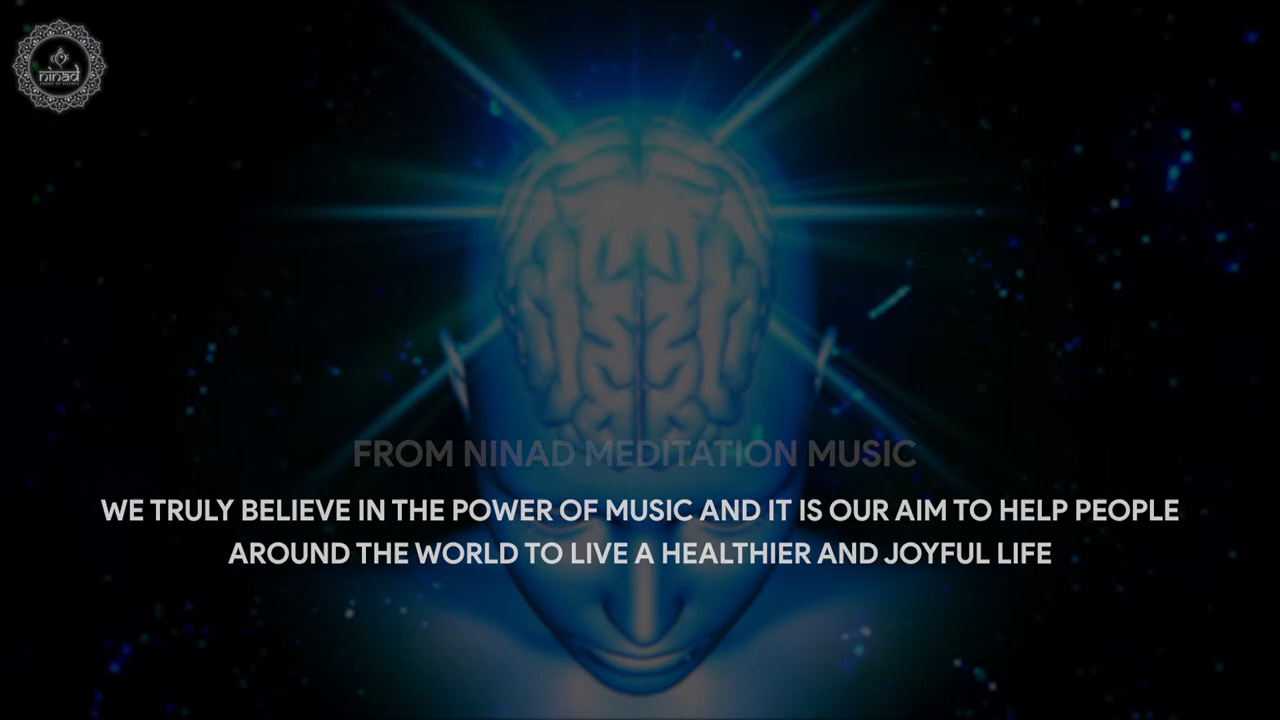 ninad
FROM NINAD MEDITATION MUSIC
WE TRULY BELIEVE IN THE POWER OF MUSIC AND IT IS OUR AIM TO HELP PEOPLE
AROUND THE WORLD TO LIVE A HEALTHIER AND JOYFUL LIFE